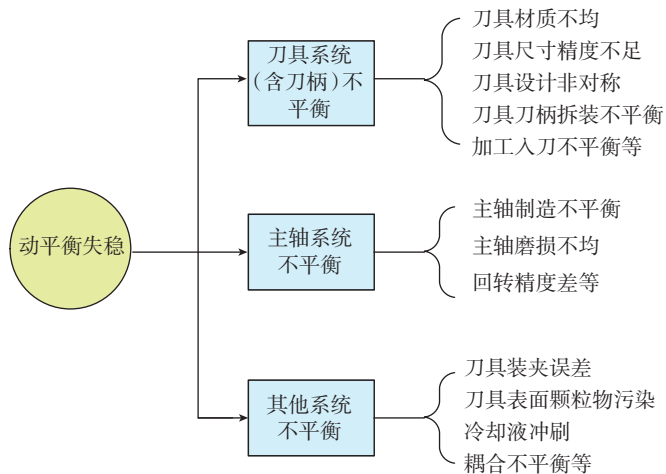 动平衡失稳
刀具系统
(含刀柄)不
平衡
刀具材质不均
刀具尺寸精度不足
刀具设计非对称
刀具刀柄拆装不平衡
加工入刀不平衡等
主轴系统
不平衡
主轴制造不平衡
主轴磨损不均
回转精度差等
其他系统
不平衡
刀具装夹误差
刀具表面颗粒物污染
冷却液冲刷
耦合不平衡等